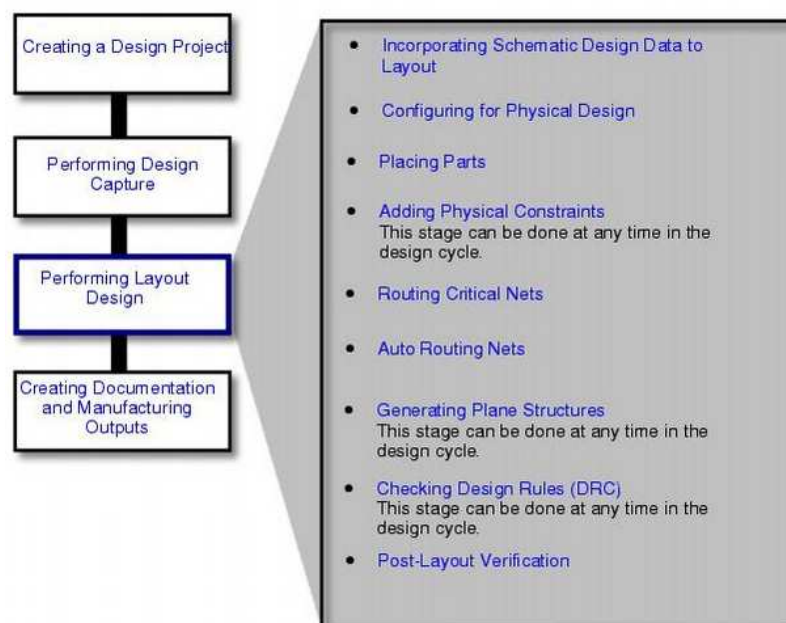 Creating a Design Project
Performing Design
Capture
Performing Layout
Design
Creating Documentation
and Manufacturing
Outputs
• Incorporating Schematic Design Data to
Layout
• Configuring for Physical Design
• Placing Parts
• Adding Physical Constraints
This stage can be done at any time in the
design cycle.
• Routing Critical Nets
• Auto Routing Nets
• Generating Plane Structures
This stage can be done at any time in the
design cycle.
• Checking Design Rules (DRC)
This stage can be done at any time in the
design cycle.
• Post-Layout Verification